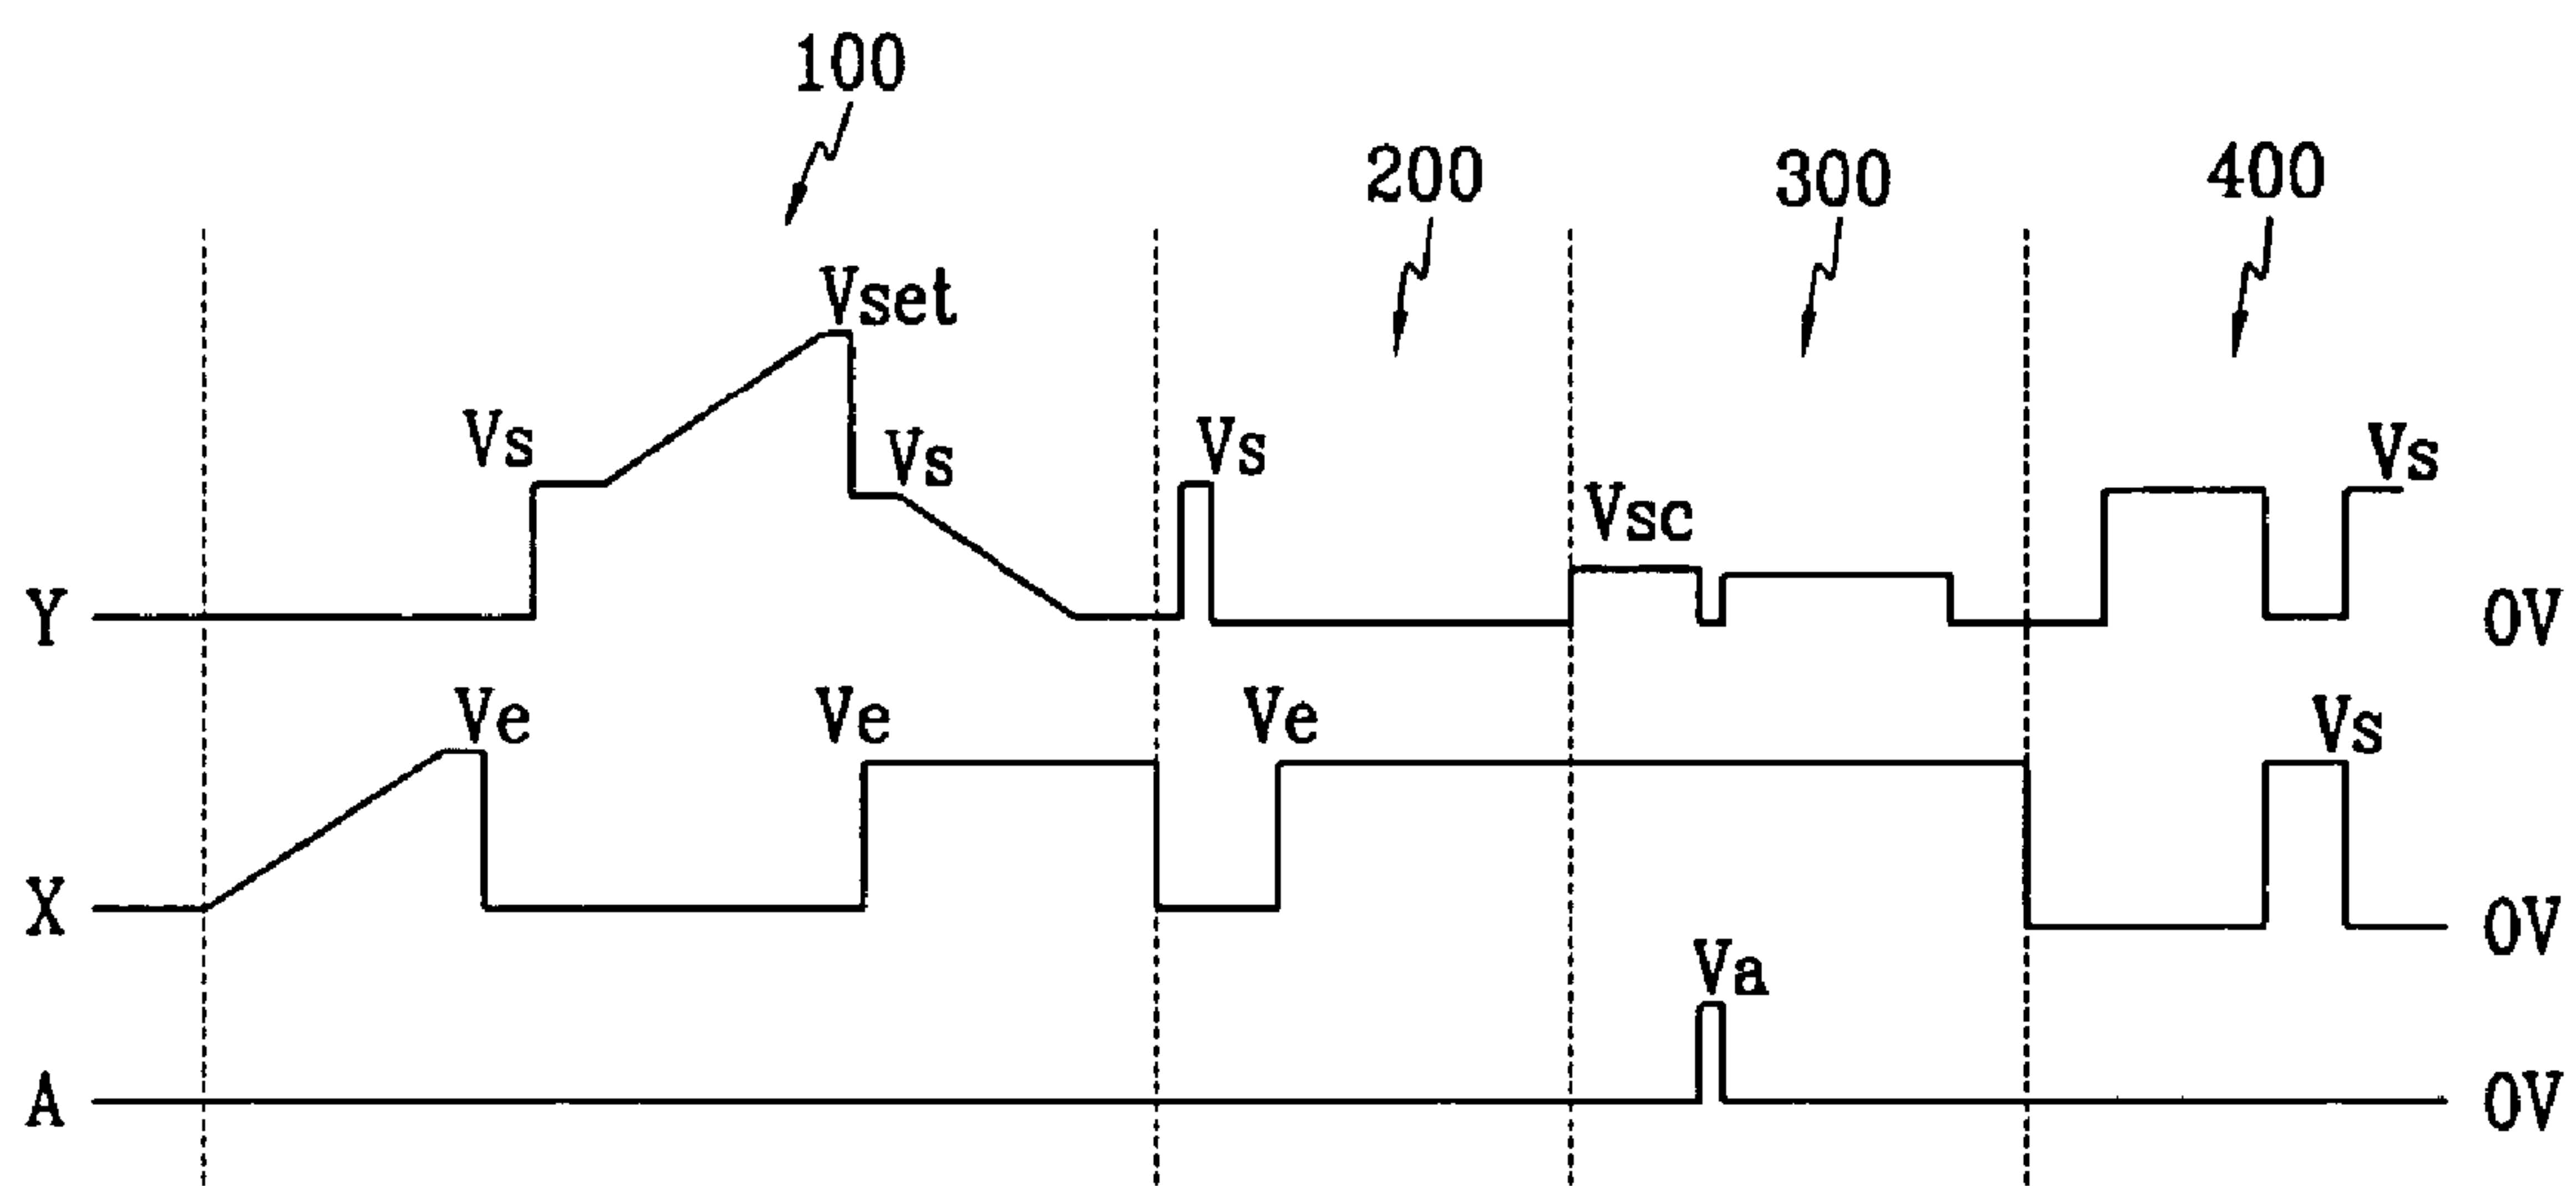 100
200 300 400
Vset
Vs Vs Vs Vsc Vs
Y 0V
Ve Ve Ve Vs
X 0V
Va
A 0V